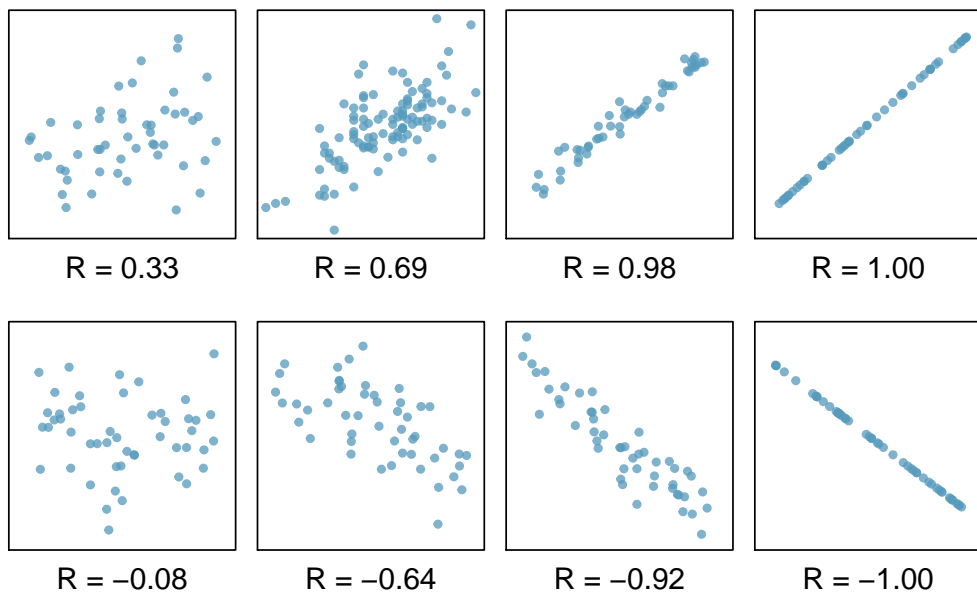 R = 0.33
R = 0.69
R = 0.98
R = 1.00
R = −0.08
R = −0.64
R = −0.92
R = −1.00